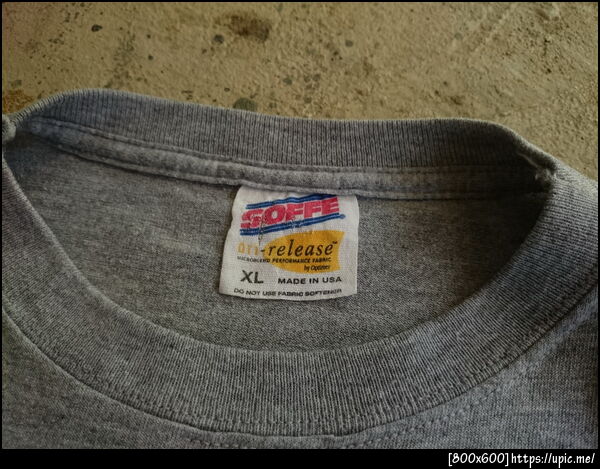 SOFFE®
dri-release™
MICROBLEND PERFORMANCE FABRIC
by Optimer
XL MADE IN USA
DO NOT USE FABRIC SOFTENER
[800x600]https://upic.me/